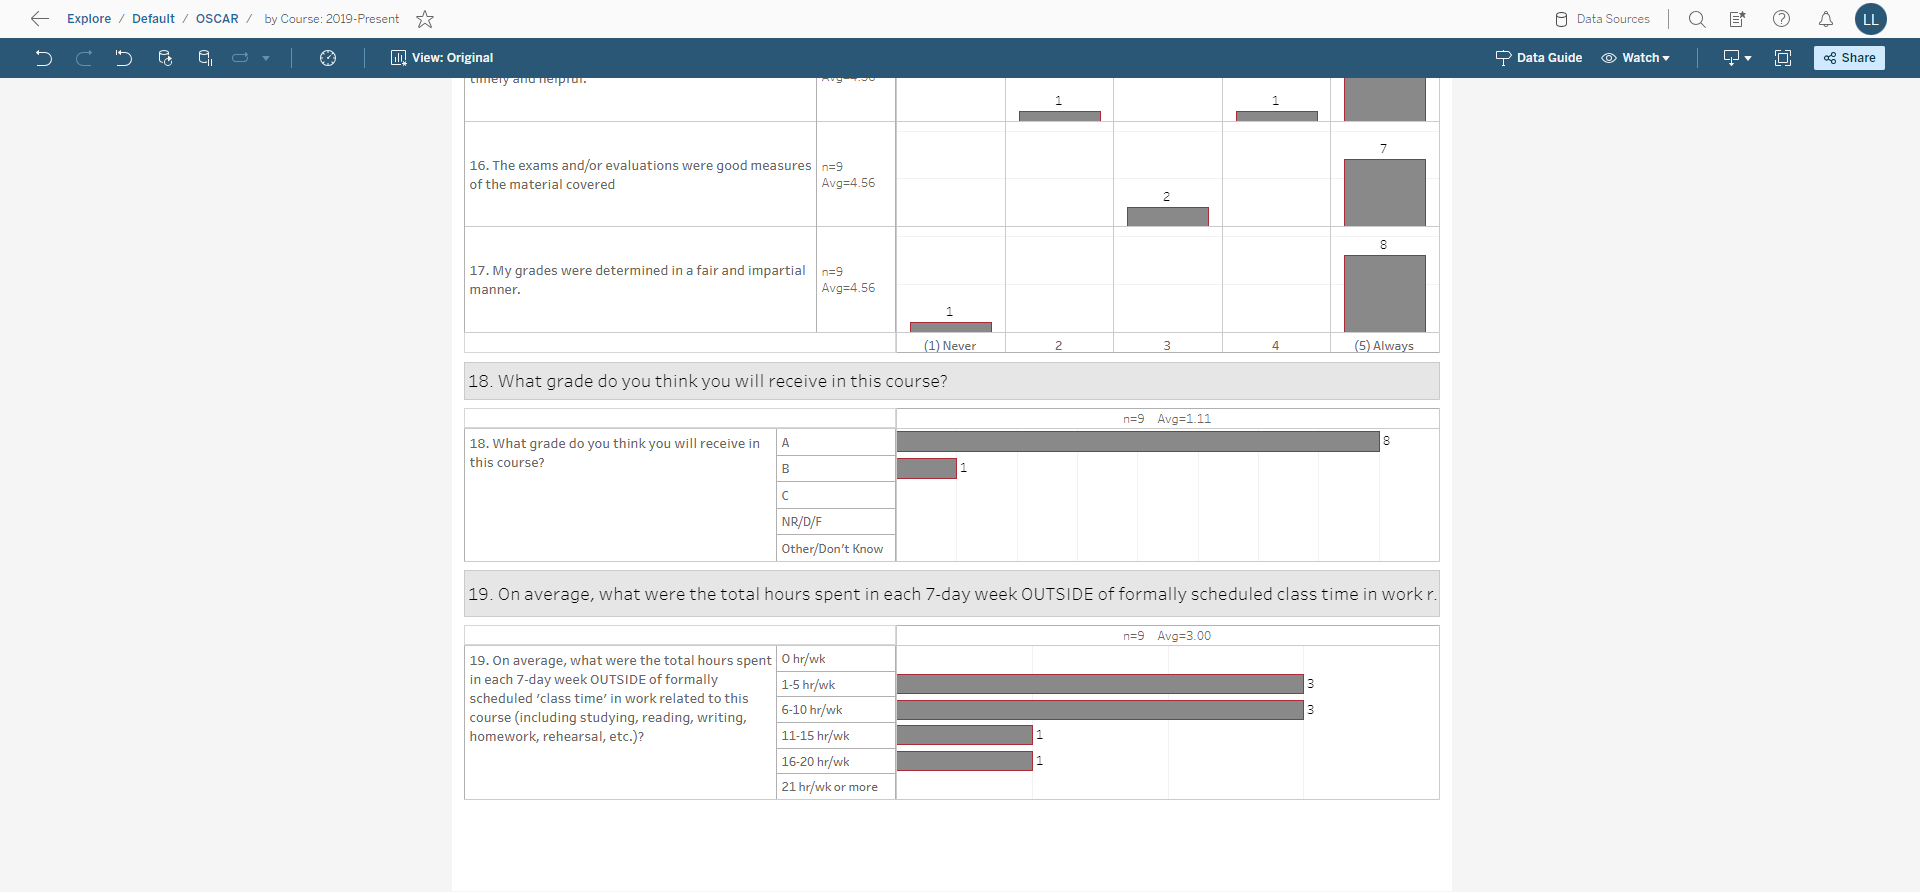 Explore / Default / OSCAR / by Course: 2019-Present
Data Sources
LL
View: Original
Data Guide
Watch
Share
timely and helpful.
1
1
16. The exams and/or evaluations were good measures
of the material covered
n=9
Avg=4.56
2
7
17. My grades were determined in a fair and impartial
manner.
n=9
Avg=4.56
1
8
(1) Never
2
3
4
(5) Always
18. What grade do you think you will receive in this course?
n=9 Avg=1.11
18. What grade do you think you will receive in
this course?
A
8
B
1
C
NR/D/F
Other/Don't Know
19. On average, what were the total hours spent in each 7-day week OUTSIDE of formally scheduled class time in work r.
n=9 Avg=3.00
19. On average, what were the total hours spent
in each 7-day week OUTSIDE of formally
scheduled 'class time' in work related to this
course (including studying, reading, writing,
homework, rehearsal, etc.)?
0 hr/wk
1-5 hr/wk
3
6-10 hr/wk
3
11-15 hr/wk
1
16-20 hr/wk
1
21 hr/wk or more